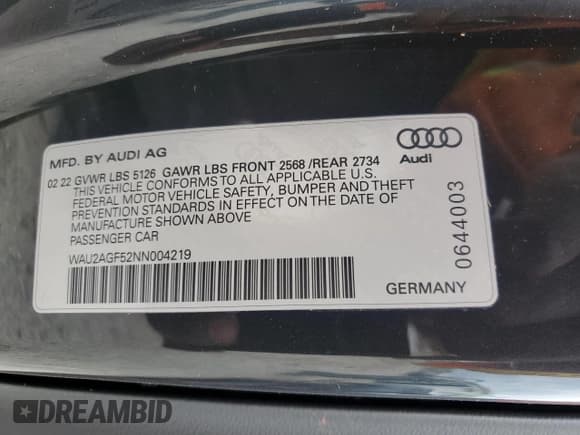 MFD. BY AUDI AG
Audi
02 22 GVWR LBS 5126 GAWR LBS FRONT 2568 /REAR 2734
THIS VEHICLE CONFORMS TO ALL APPLICABLE U.S.
FEDERAL MOTOR VEHICLE SAFETY, BUMPER AND THEFT
PREVENTION STANDARDS IN EFFECT ON THE DATE OF
MANUFACTURE SHOWN ABOVE
PASSENGER CAR
WAU2AGF52NN004219
GERMANY
0644003
DREAMBID